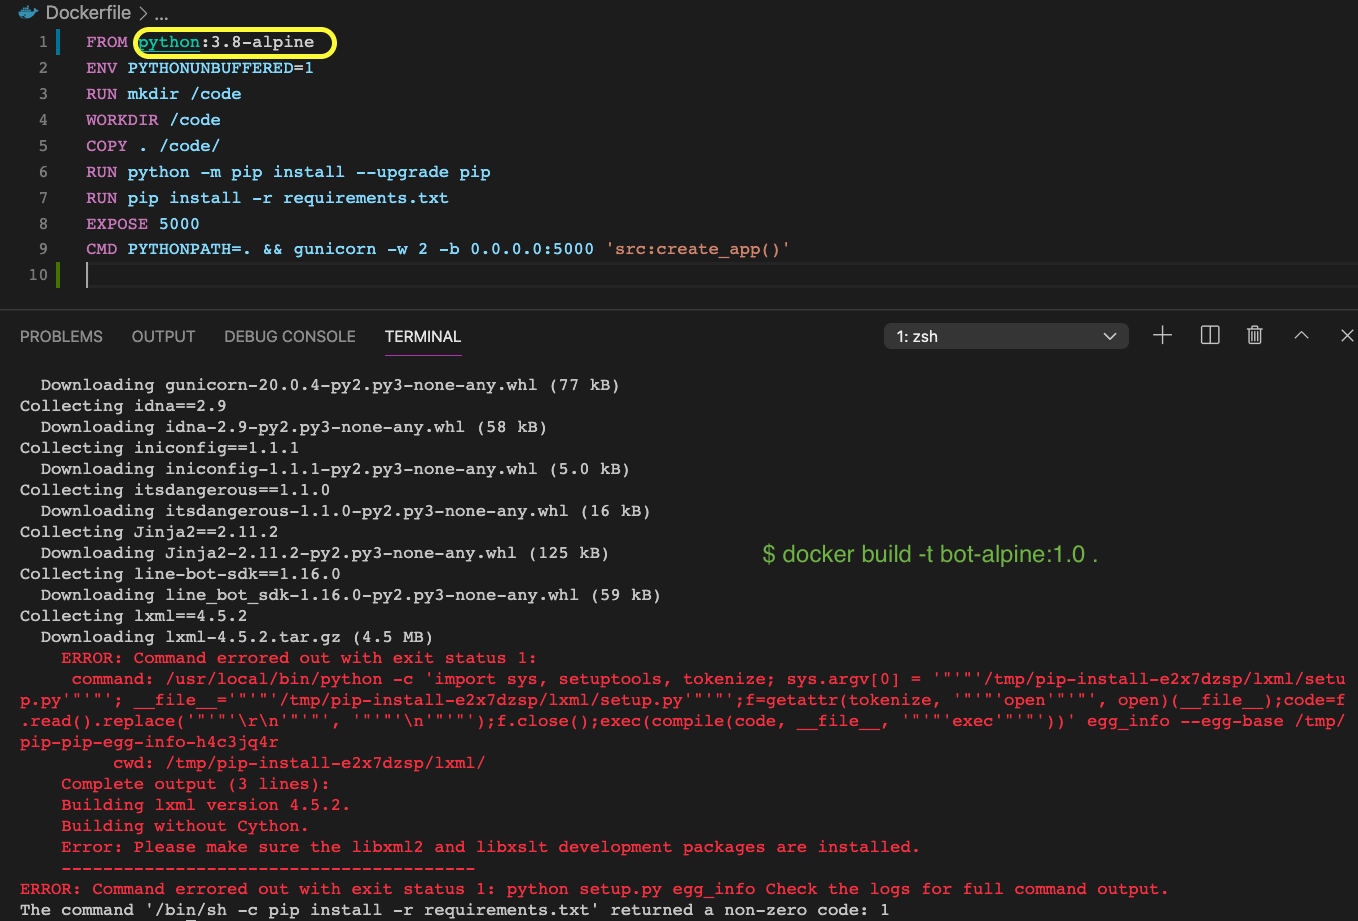 Dockerfile > ...
1 FROM python:3.8-alpine
2 ENV PYTHONUNBUFFERED=1
3 RUN mkdir /code
4 WORKDIR /code
5 COPY . /code/
6 RUN python -m pip install --upgrade pip
7 RUN pip install -r requirements.txt
8 EXPOSE 5000
9 CMD PYTHONPATH=. && gunicorn -w 2 -b 0.0.0.0:5000 'src:create_app()'
10
PROBLEMS OUTPUT DEBUG CONSOLE TERMINAL 1: zsh
Downloading gunicorn-20.0.4-py2.py3-none-any.whl (77 kB)
Collecting idna==2.9
Downloading idna-2.9-py2.py3-none-any.whl (58 kB)
Collecting iniconfig==1.1.1
Downloading iniconfig-1.1.1-py2.py3-none-any.whl (5.0 kB)
Collecting itsdangerous==1.1.0
Downloading itsdangerous-1.1.0-py2.py3-none-any.whl (16 kB)
Collecting Jinja2==2.11.2
Downloading Jinja2-2.11.2-py2.py3-none-any.whl (125 kB)
$ docker build -t bot-alpine:1.0 .
Collecting line-bot-sdk==1.16.0
Downloading line_bot_sdk-1.16.0-py2.py3-none-any.whl (59 kB)
Collecting lxml==4.5.2
Downloading lxml-4.5.2.tar.gz (4.5 MB)
ERROR: Command errored out with exit status 1:
command: /usr/local/bin/python -c 'import sys, setuptools, tokenize; sys.argv[0] = '"'"'/tmp/pip-install-e2x7dzsp/lxml/setu
p.py'"'"'; __file__='"'"'/tmp/pip-install-e2x7dzsp/lxml/setup.py'"'"';f=getattr(tokenize, '"'"'open'"'"', open)(__file__);code=f
.read().replace('"'"'\r\n'"'"', '"'"'\n'"'"');f.close();exec(compile(code, __file__, '"'"'exec'"'"'))' egg_info --egg-base /tmp/
pip-pip-egg-info-h4c3jq4r
cwd: /tmp/pip-install-e2x7dzsp/lxml/
Complete output (3 lines):
Building lxml version 4.5.2.
Building without Cython.
Error: Please make sure the libxml2 and libxslt development packages are installed.
----------------------------------------
ERROR: Command errored out with exit status 1: python setup.py egg_info Check the logs for full command output.
The command '/bin/sh -c pip install -r requirements.txt' returned a non-zero code: 1